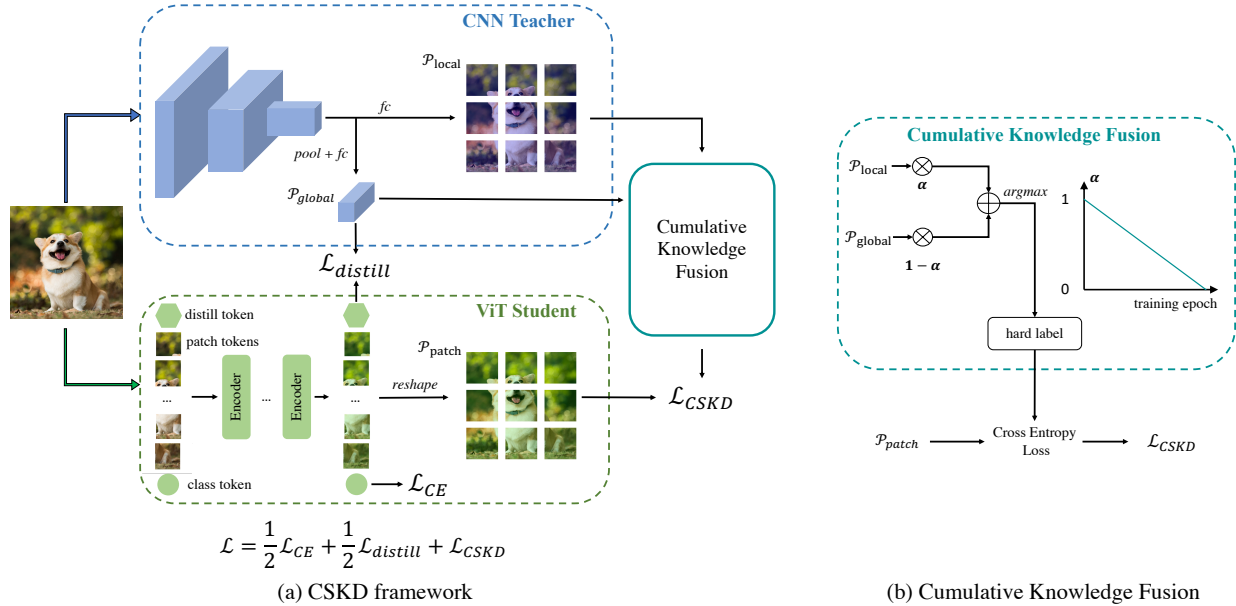 CNN Teacher
𝒫local
fc
pool + fc
𝒫global
Cumulative
Knowledge
Fusion
ℒdistill
ViT Student
distill token
patch tokens
𝒫patch
Encoder
...
Encoder
reshape
...
...
ℒCSKD
class token
ℒCE
ℒ = 1/2 ℒCE + 1/2 ℒdistill + ℒCSKD
(a) CSKD framework
Cumulative Knowledge Fusion
𝒫local
α
argmax
𝒫global
1 − α
α
1
0
training epoch
hard label
𝒫patch
Cross Entropy
Loss
ℒCSKD
(b) Cumulative Knowledge Fusion